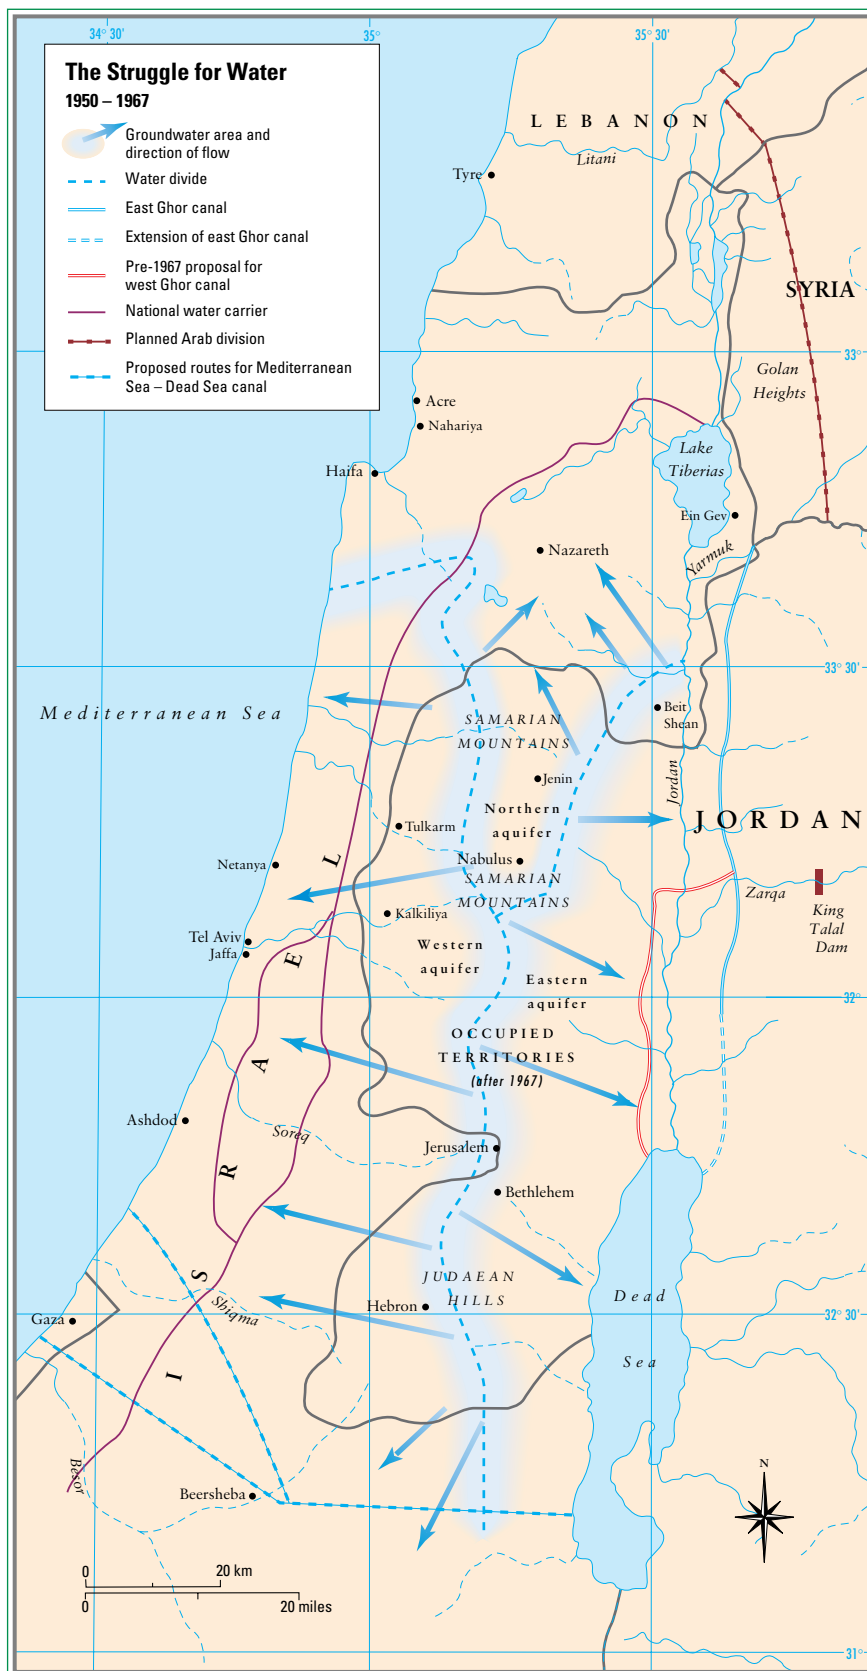 34° 30'
35°
35° 30'
The Struggle for Water
1950 – 1967
Groundwater area and
direction of flow
Water divide
East Ghor canal
Extension of east Ghor canal
Pre-1967 proposal for
west Ghor canal
National water carrier
Planned Arab division
Proposed routes for Mediterranean
Sea – Dead Sea canal
LEBANON
Litani
Tyre
SYRIA
33°
Golan
Heights
Acre
Nahariya
Lake
Tiberias
Haifa
Ein Gev
Nazareth
Yarmuk
33° 30'
Mediterranean Sea
SAMARIAN
MOUNTAINS
Beit
Shean
Jenin
Jordan
Northern
aquifer
JORDAN
Tulkarm
Netanya
Nabulus
SAMARIAN
MOUNTAINS
Zarqa
King
Talal
Dam
Kalkiliya
Tel Aviv
Jaffa
Western
aquifer
Eastern
aquifer
32°
OCCUPIED
TERRITORIES
(after 1967)
ISRAEL
Ashdod
Soreq
Jerusalem
Bethlehem
JUDAEAN
HILLS
Dead
Sea
Hebron
Shiqma
Gaza
32° 30'
Besor
Beersheba
N
0 20 km
0 20 miles
31°